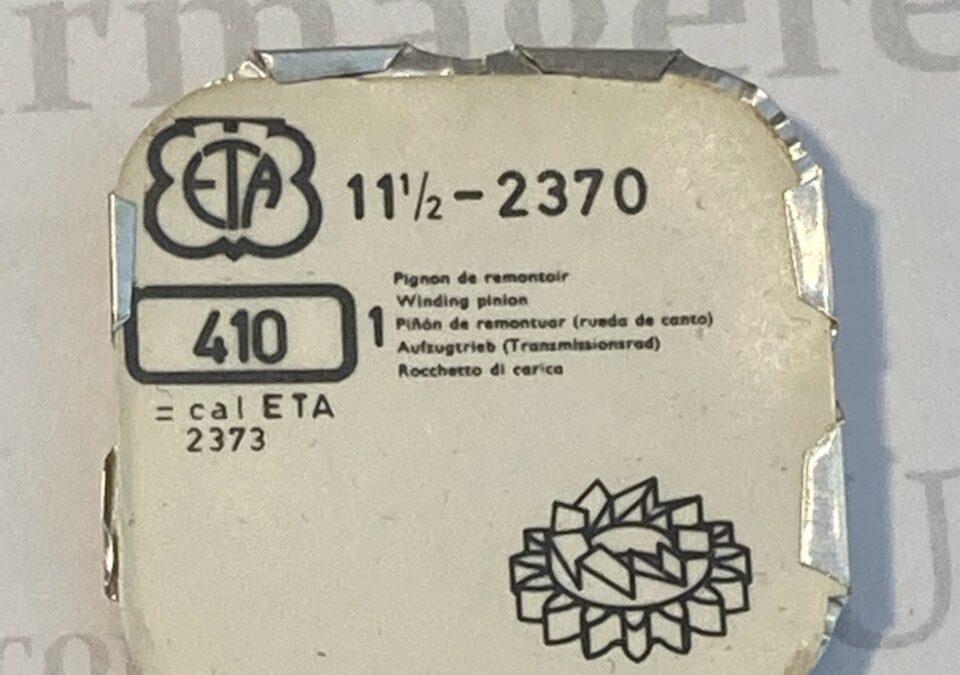 ETA
11½-2370
410
1
Pignon de remontoir
Winding pinion
Piñón de remontuar (rueda de canto)
Aufzugtrieb (Transmissionsrad)
Rocchetto di carica
= cal ETA
2373